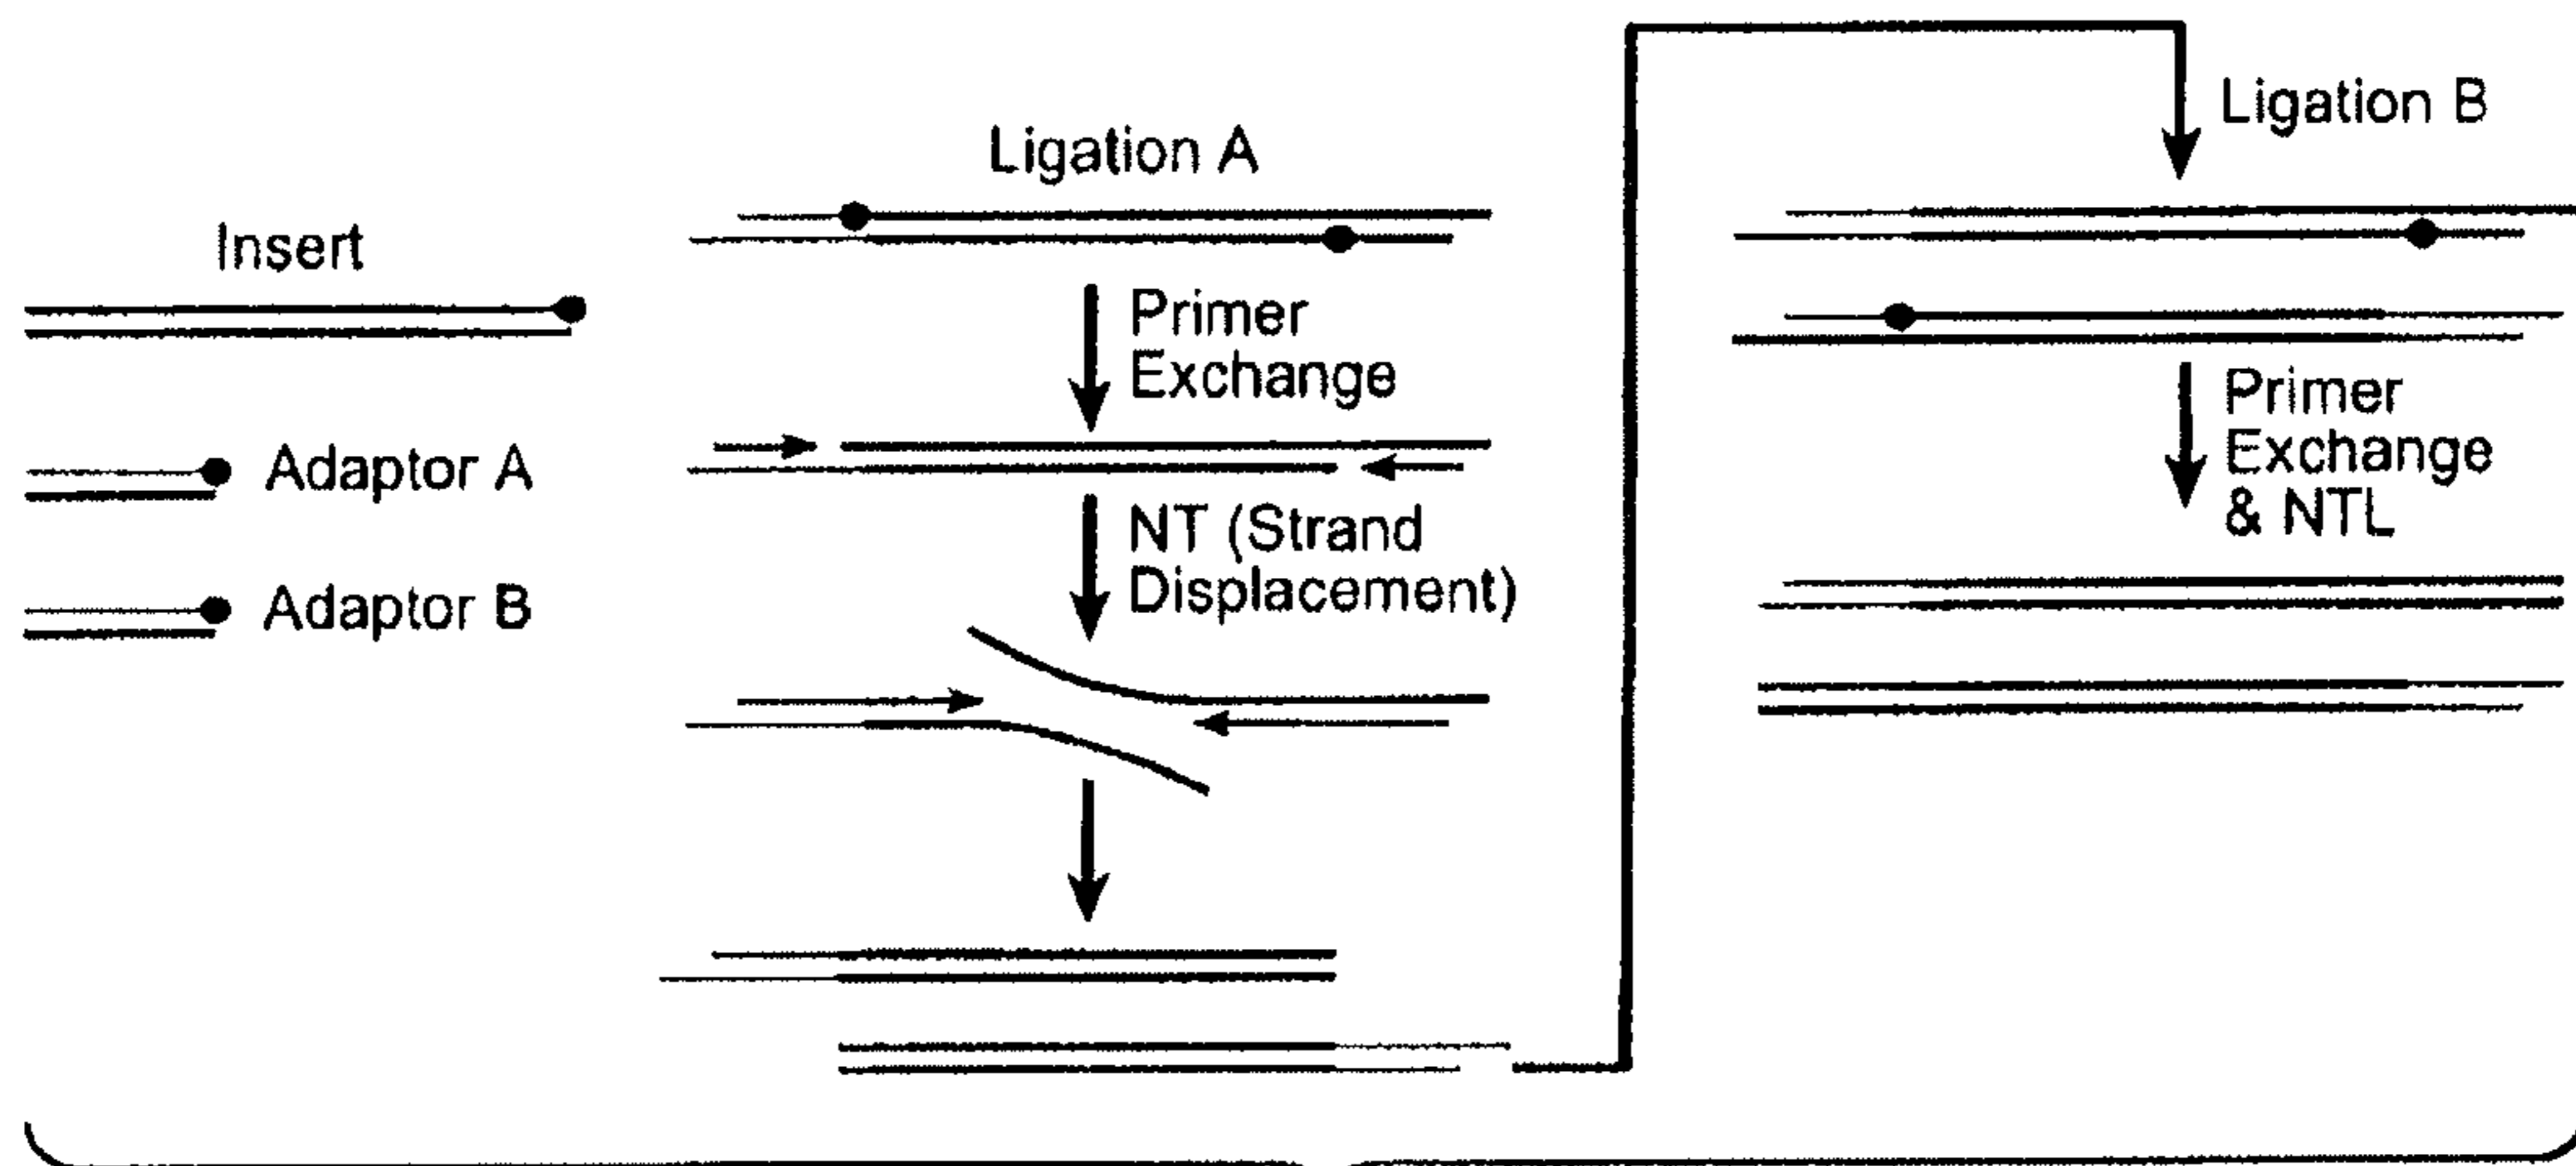 Insert
Adaptor A
Adaptor B
Ligation A
Primer
Exchange
NT (Strand
Displacement)
Ligation B
Primer
Exchange
& NTL